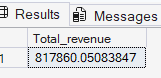 Results Messages
Total_revenue
1 817860.05083847